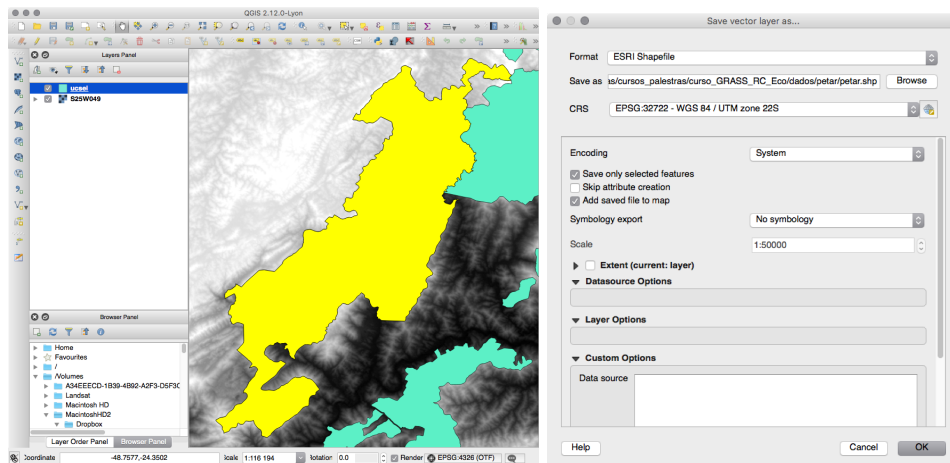 QGIS 2.12.0-Lyon
Layers Panel
ucsei
S25W049
Browser Panel
Home
Favourites
/
/Volumes
A34EEECD-1B39-4B92-A2F3-D5F3C
Landsat
Macintosh HD
MacintoshHD2
Dropbox
Layer Order Panel
Browser Panel
Coordinate
-48.7577,-24.3502
Scale
1:116 194
Rotation
0.0
Render
EPSG:4326 (OTF)
Save vector layer as...
Format
ESRI Shapefile
Save as
as/cursos_palestras/curso_GRASS_RC_Eco/dados/petar/petar.shp
Browse
CRS
EPSG:32722 - WGS 84 / UTM zone 22S
Encoding
System
Save only selected features
Skip attribute creation
Add saved file to map
Symbology export
No symbology
Scale
1:50000
Extent (current: layer)
Datasource Options
Layer Options
Custom Options
Data source
Help
Cancel
OK